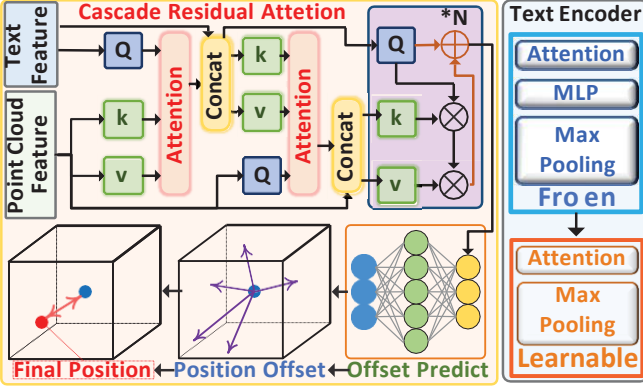 Cascade Residual Attetion
Text
Feature
Point Cloud
Feature
Q
k
v
Attention
Concat
k
v
Q
Attention
Concat
*N
Q
k
v
Final Position
Position Offset
Offset Predict
Text Encoder
Attention
MLP
Max
Pooling
Fro en
Attention
Max
Pooling
Learnable